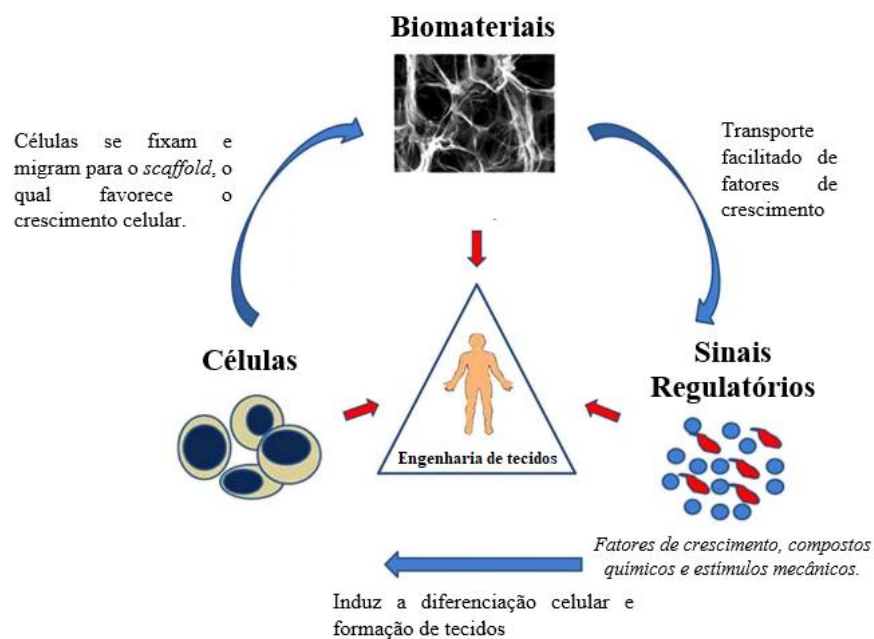 Biomateriais
Células se fixam e
migram para o scaffold, o
qual favorece o
crescimento celular.
Transporte
facilitado de
fatores de
crescimento
Células
Sinais
Regulatórios
Engenharia de tecidos
Fatores de crescimento, compostos
químicos e estímulos mecânicos.
Induz a diferenciação celular e
formação de tecidos